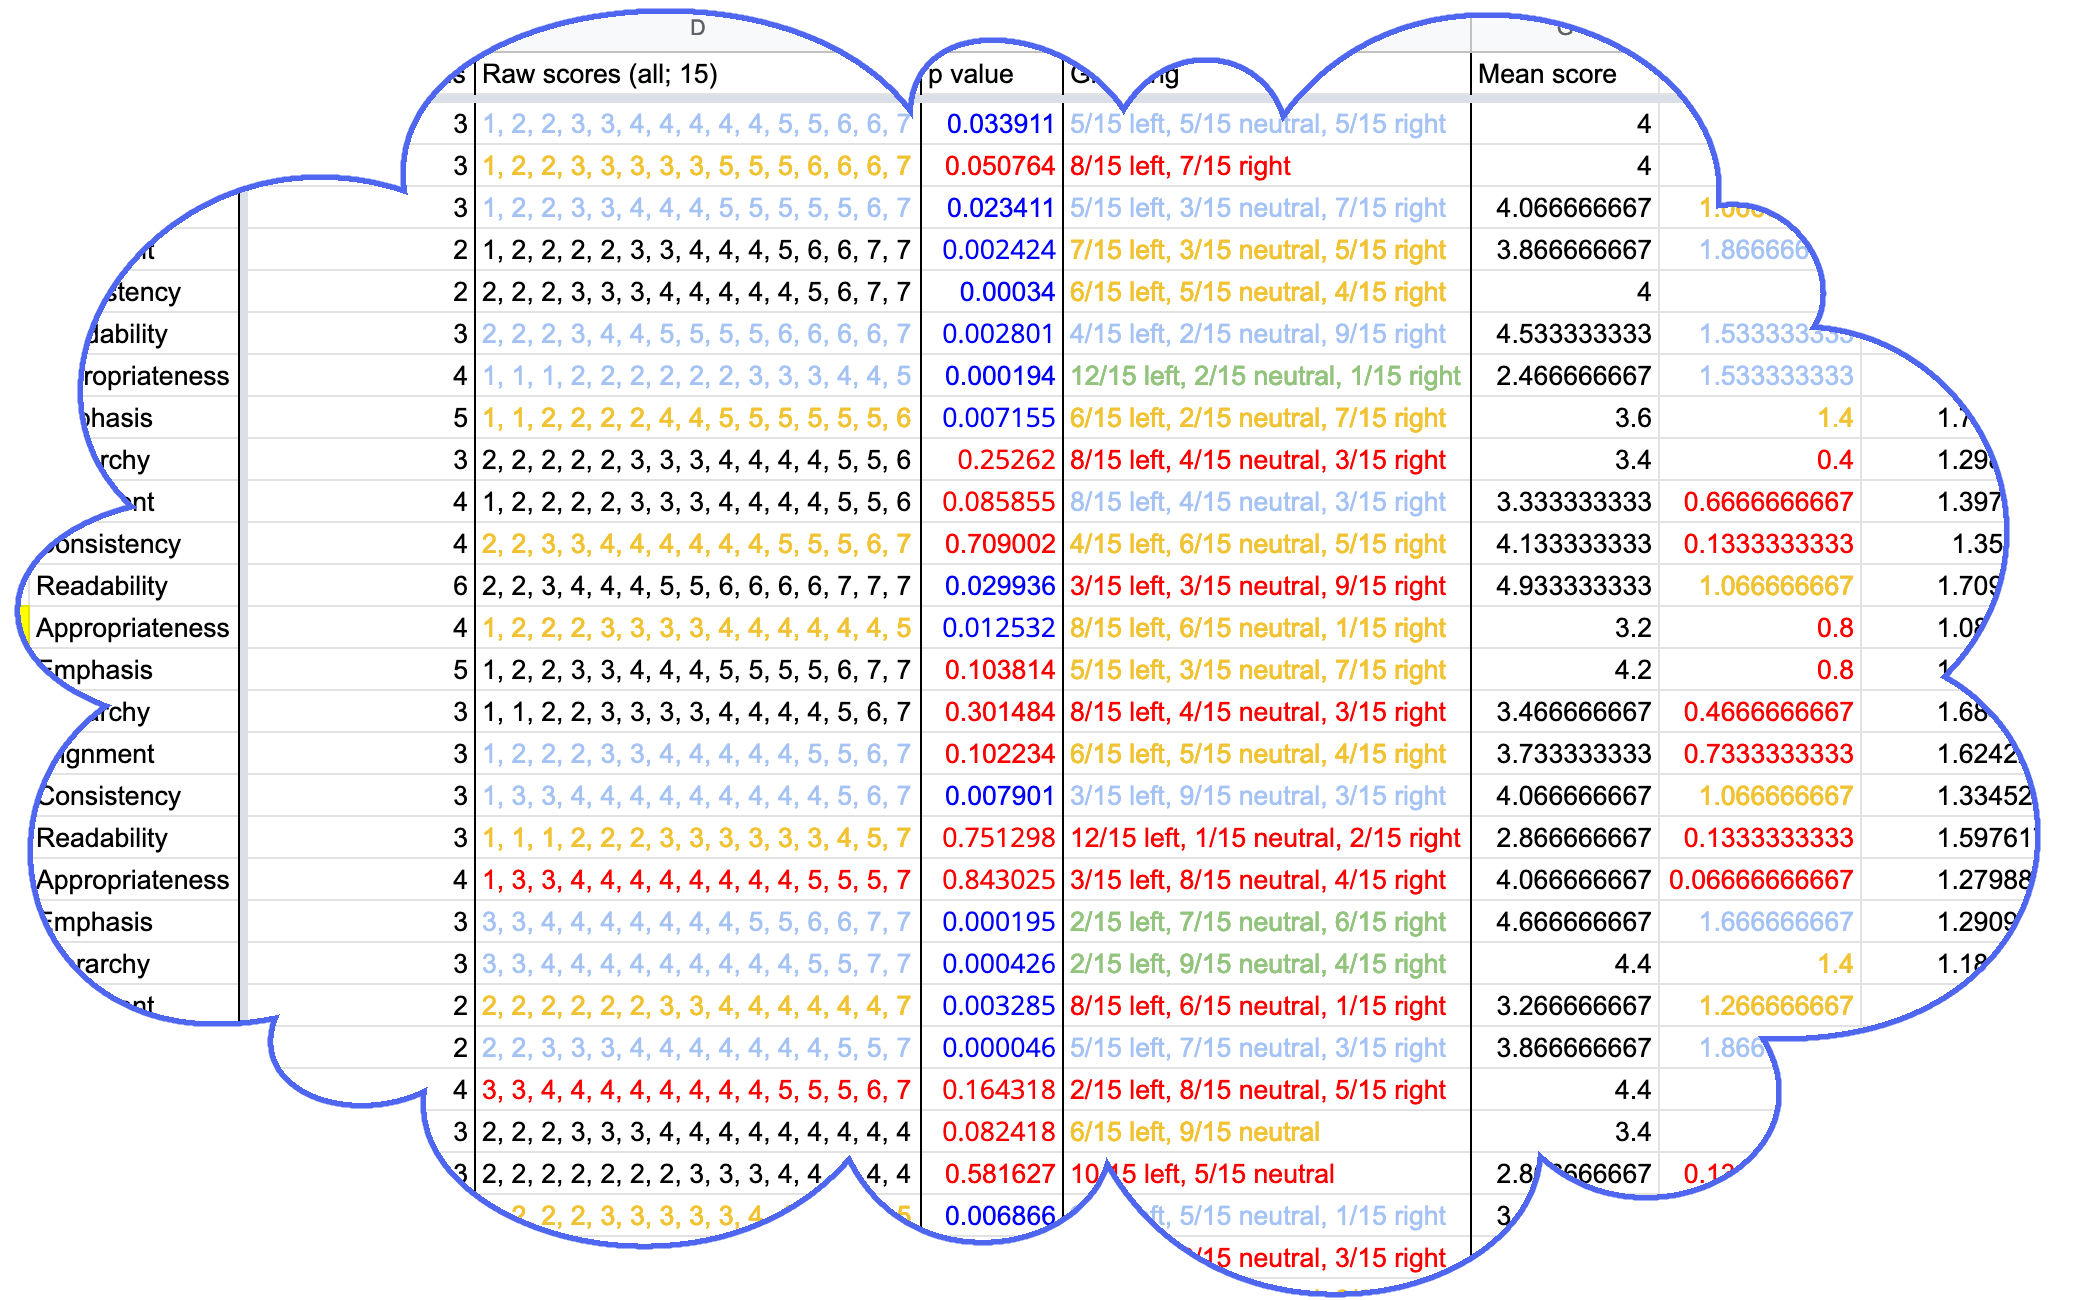 D G
Raw scores (all; 15) p value Mean score
3 1, 2, 2, 3, 3, 4, 4, 4, 4, 4, 5, 5, 6, 6, 7 0.033911 5/15 left, 5/15 neutral, 5/15 right 4
3 1, 2, 2, 3, 3, 3, 3, 3, 5, 5, 5, 6, 6, 6, 7 0.050764 8/15 left, 7/15 right 4
3 1, 2, 2, 3, 3, 4, 4, 4, 5, 5, 5, 5, 5, 6, 7 0.023411 5/15 left, 3/15 neutral, 7/15 right 4.066666667
2 1, 2, 2, 2, 2, 3, 3, 4, 4, 4, 5, 6, 6, 7, 7 0.002424 7/15 left, 3/15 neutral, 5/15 right 3.866666667 1.866666
stency 2 2, 2, 2, 3, 3, 3, 4, 4, 4, 4, 4, 5, 6, 7, 7 0.00034 6/15 left, 5/15 neutral, 4/15 right 4
dability 3 2, 2, 2, 3, 4, 4, 5, 5, 5, 5, 6, 6, 6, 6, 7 0.002801 4/15 left, 2/15 neutral, 9/15 right 4.533333333 1.533333333
ropriateness 4 1, 1, 1, 2, 2, 2, 2, 2, 2, 3, 3, 3, 4, 4, 5 0.000194 12/15 left, 2/15 neutral, 1/15 right 2.466666667 1.533333333
phasis 5 1, 1, 2, 2, 2, 2, 4, 4, 5, 5, 5, 5, 5, 5, 6 0.007155 6/15 left, 2/15 neutral, 7/15 right 3.6 1.4 1.7
rchy 3 2, 2, 2, 2, 2, 3, 3, 3, 4, 4, 4, 4, 5, 5, 6 0.25262 8/15 left, 4/15 neutral, 3/15 right 3.4 0.4 1.29
nt 4 1, 2, 2, 2, 2, 3, 3, 3, 4, 4, 4, 4, 5, 5, 6 0.085855 8/15 left, 4/15 neutral, 3/15 right 3.333333333 0.6666666667 1.397
onsistency 4 2, 2, 3, 3, 4, 4, 4, 4, 4, 4, 5, 5, 5, 6, 7 0.709002 4/15 left, 6/15 neutral, 5/15 right 4.133333333 0.1333333333 1.35
Readability 6 2, 2, 3, 4, 4, 4, 5, 5, 6, 6, 6, 6, 7, 7, 7 0.029936 3/15 left, 3/15 neutral, 9/15 right 4.933333333 1.066666667 1.709
Appropriateness 4 1, 2, 2, 2, 3, 3, 3, 3, 4, 4, 4, 4, 4, 4, 5 0.012532 8/15 left, 6/15 neutral, 1/15 right 3.2 0.8 1.08
Emphasis 5 1, 2, 2, 3, 3, 4, 4, 4, 5, 5, 5, 5, 6, 7, 7 0.103814 5/15 left, 3/15 neutral, 7/15 right 4.2 0.8
archy 3 1, 1, 2, 2, 3, 3, 3, 3, 4, 4, 4, 4, 5, 6, 7 0.301484 8/15 left, 4/15 neutral, 3/15 right 3.466666667 0.4666666667 1.68
ignment 3 1, 2, 2, 2, 3, 3, 4, 4, 4, 4, 4, 5, 5, 6, 7 0.102234 6/15 left, 5/15 neutral, 4/15 right 3.733333333 0.7333333333 1.6242
Consistency 3 1, 3, 3, 4, 4, 4, 4, 4, 4, 4, 4, 4, 5, 6, 7 0.007901 3/15 left, 9/15 neutral, 3/15 right 4.066666667 1.066666667 1.33452
Readability 3 1, 1, 1, 2, 2, 2, 3, 3, 3, 3, 3, 3, 4, 5, 7 0.751298 12/15 left, 1/15 neutral, 2/15 right 2.866666667 0.1333333333 1.59761
Appropriateness 4 1, 3, 3, 4, 4, 4, 4, 4, 4, 4, 4, 5, 5, 5, 7 0.843025 3/15 left, 8/15 neutral, 4/15 right 4.066666667 0.06666666667 1.27988
Emphasis 3 3, 3, 4, 4, 4, 4, 4, 4, 4, 5, 5, 6, 6, 7, 7 0.000195 2/15 left, 7/15 neutral, 6/15 right 4.666666667 1.666666667 1.2909
rarchy 3 3, 3, 4, 4, 4, 4, 4, 4, 4, 4, 4, 5, 5, 7, 7 0.000426 2/15 left, 9/15 neutral, 4/15 right 4.4 1.4 1.18
2 2, 2, 2, 2, 2, 2, 3, 3, 4, 4, 4, 4, 4, 4, 7 0.003285 8/15 left, 6/15 neutral, 1/15 right 3.266666667 1.266666667
2 2, 2, 3, 3, 3, 4, 4, 4, 4, 4, 4, 4, 5, 5, 7 0.000046 5/15 left, 7/15 neutral, 3/15 right 3.866666667 1.866
4 3, 3, 4, 4, 4, 4, 4, 4, 4, 4, 5, 5, 5, 6, 7 0.164318 2/15 left, 8/15 neutral, 5/15 right 4.4
3 2, 2, 2, 3, 3, 3, 4, 4, 4, 4, 4, 4, 4, 4, 4 0.082418 6/15 left, 9/15 neutral 3.4
3 2, 2, 2, 2, 2, 2, 2, 3, 3, 3, 4, 4, 4, 4 0.581627 10/15 left, 5/15 neutral 0.1
2, 2, 2, 3, 3, 3, 3, 3, 4 5 0.006866 5/15 neutral, 1/15 right 3
/15 neutral, 3/15 right